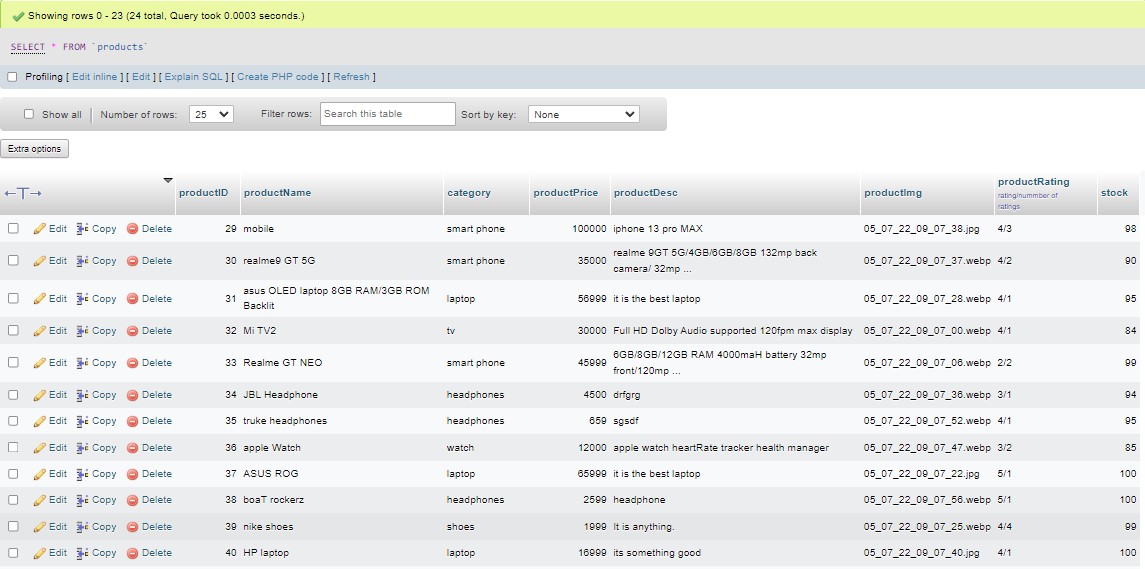 Showing rows 0 - 23 (24 total, Query took 0.0003 seconds.)
SELECT * FROM `products`
Profiling [ Edit inline ] [ Edit ] [ Explain SQL ] [ Create PHP code ] [ Refresh ]
Show all Number of rows: 25 Filter rows: Search this table Sort by key: None
Extra options
←T→ productID productName category productPrice productDesc productImg productRating stock
rating/nummber of
ratings
Edit Copy Delete 29 mobile smart phone 100000 iphone 13 pro MAX 05_07_22_09_07_38.jpg 4/3 98
Edit Copy Delete 30 realme9 GT 5G smart phone 35000 realme 9GT 5G/4GB/6GB/8GB 132mp back 05_07_22_09_07_37.webp 4/2 90
camera/ 32mp ...
Edit Copy Delete 31 asus OLED laptop 8GB RAM/3GB ROM laptop 56999 it is the best laptop 05_07_22_09_07_28.webp 4/1 95
Backlit
Edit Copy Delete 32 Mi TV2 tv 30000 Full HD Dolby Audio supported 120fpm max display 05_07_22_09_07_00.webp 4/1 84
Edit Copy Delete 33 Realme GT NEO smart phone 45999 6GB/8GB/12GB RAM 4000maH battery 32mp 05_07_22_09_07_06.webp 2/2 99
front/120mp ...
Edit Copy Delete 34 JBL Headphone headphones 4500 drfgrg 05_07_22_09_07_36.webp 3/1 94
Edit Copy Delete 35 truke headphones headphones 659 sgsdf 05_07_22_09_07_52.webp 4/1 95
Edit Copy Delete 36 apple Watch watch 12000 apple watch heartRate tracker health manager 05_07_22_09_07_47.webp 3/2 85
Edit Copy Delete 37 ASUS ROG laptop 65999 it is the best laptop 05_07_22_09_07_22.jpg 5/1 100
Edit Copy Delete 38 boaT rockerz headphones 2599 headphone 05_07_22_09_07_56.webp 5/1 100
Edit Copy Delete 39 nike shoes shoes 1999 It is anything. 05_07_22_09_07_25.webp 4/4 99
Edit Copy Delete 40 HP laptop laptop 16999 its something good 05_07_22_09_07_40.jpg 4/1 100